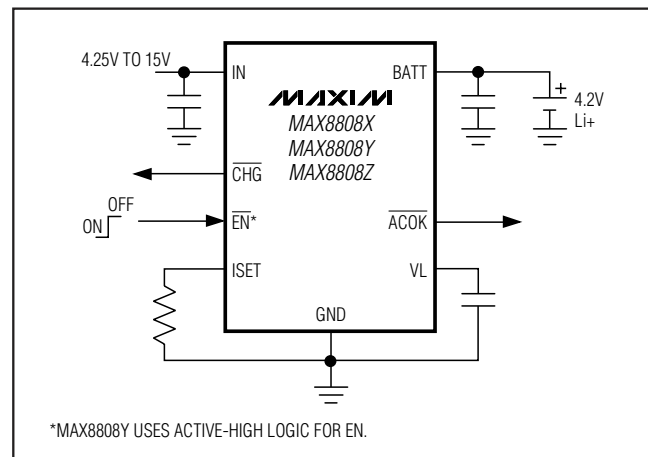 4.25V TO 15V
IN
BATT
MAXIM
MAX8808X
MAX8808Y
MAX8808Z
+
4.2V
Li+
CHG
OFF
ON
EN*
ACOK
ISET
VL
GND
*MAX8808Y USES ACTIVE-HIGH LOGIC FOR EN.